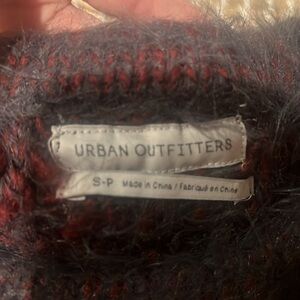 URBAN OUTFITTERS
S-P Made in China / Fabriqué en Chine